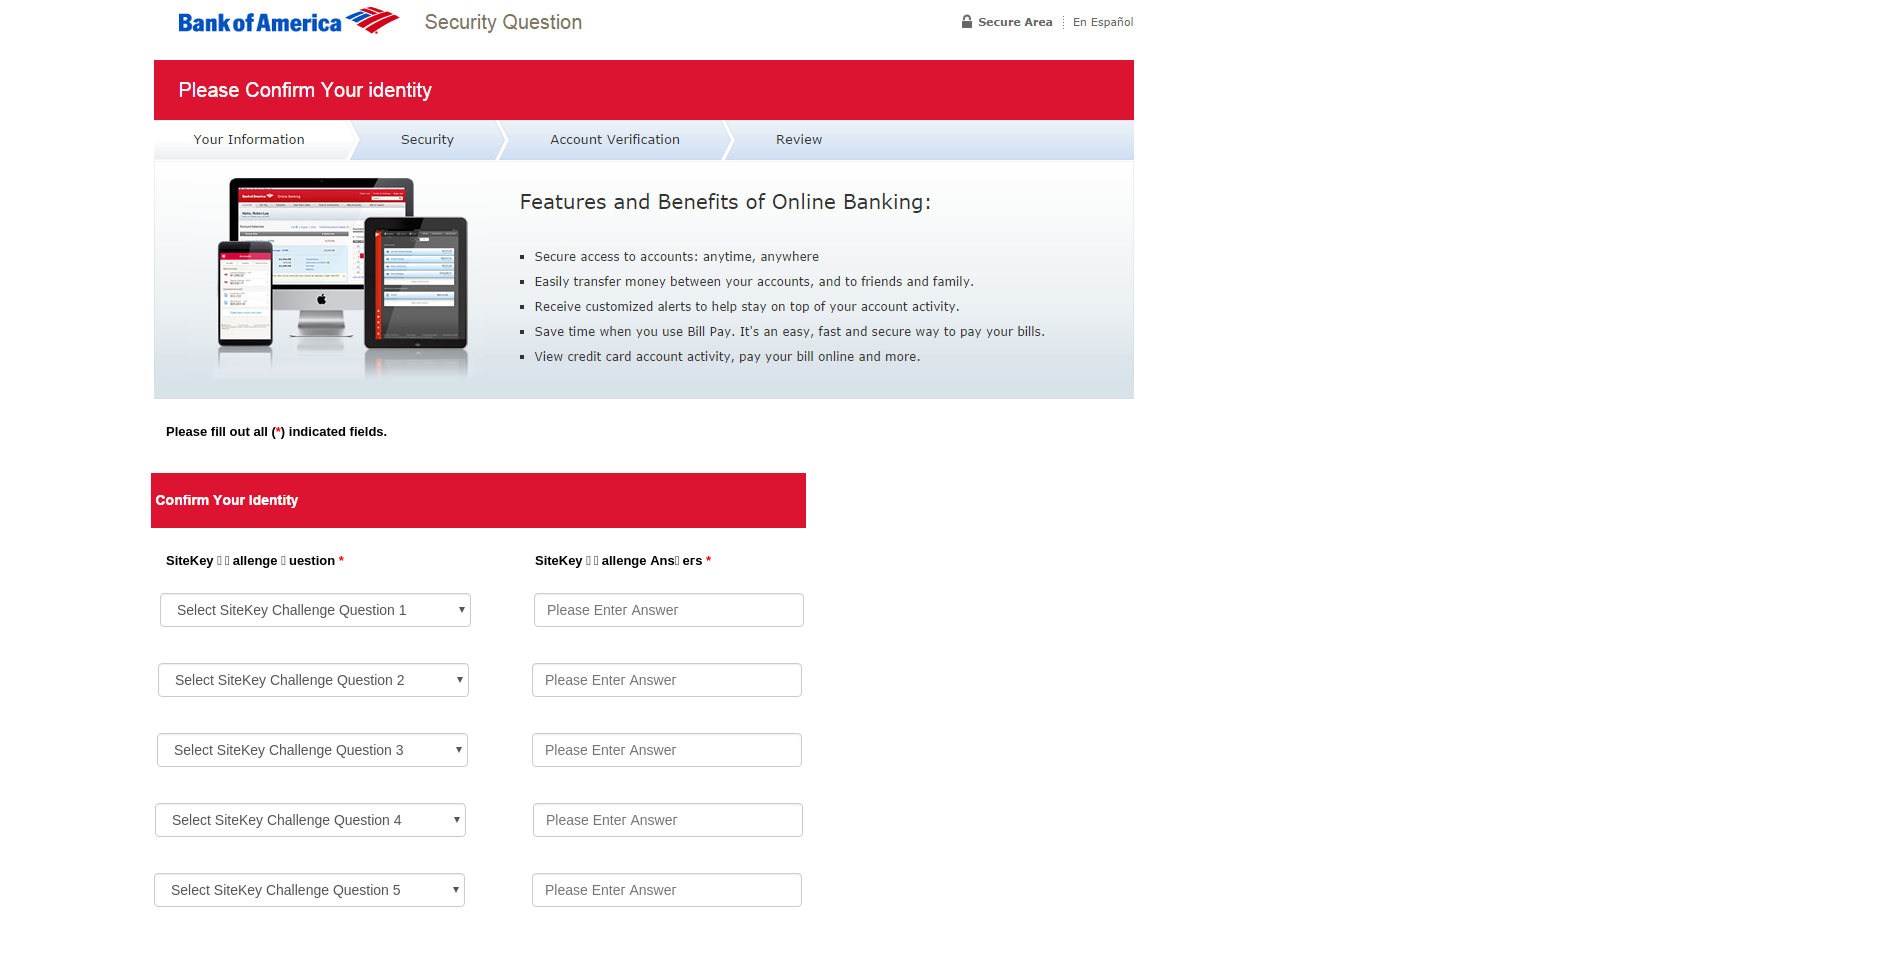 Bank of America Security Question Secure Area En Español
Please Confirm Your identity
Your Information Security Account Verification Review
Features and Benefits of Online Banking:
Secure access to accounts: anytime, anywhere
Easily transfer money between your accounts, and to friends and family.
Receive customized alerts to help stay on top of your account activity.
Save time when you use Bill Pay. It's an easy, fast and secure way to pay your bills.
View credit card account activity, pay your bill online and more.
Please fill out all (*) indicated fields.
Confirm Your Identity
SiteKey ▯▯allenge ▯uestion * SiteKey ▯▯allenge Ans▯ers *
Select SiteKey Challenge Question 1 Please Enter Answer
Select SiteKey Challenge Question 2 Please Enter Answer
Select SiteKey Challenge Question 3 Please Enter Answer
Select SiteKey Challenge Question 4 Please Enter Answer
Select SiteKey Challenge Question 5 Please Enter Answer